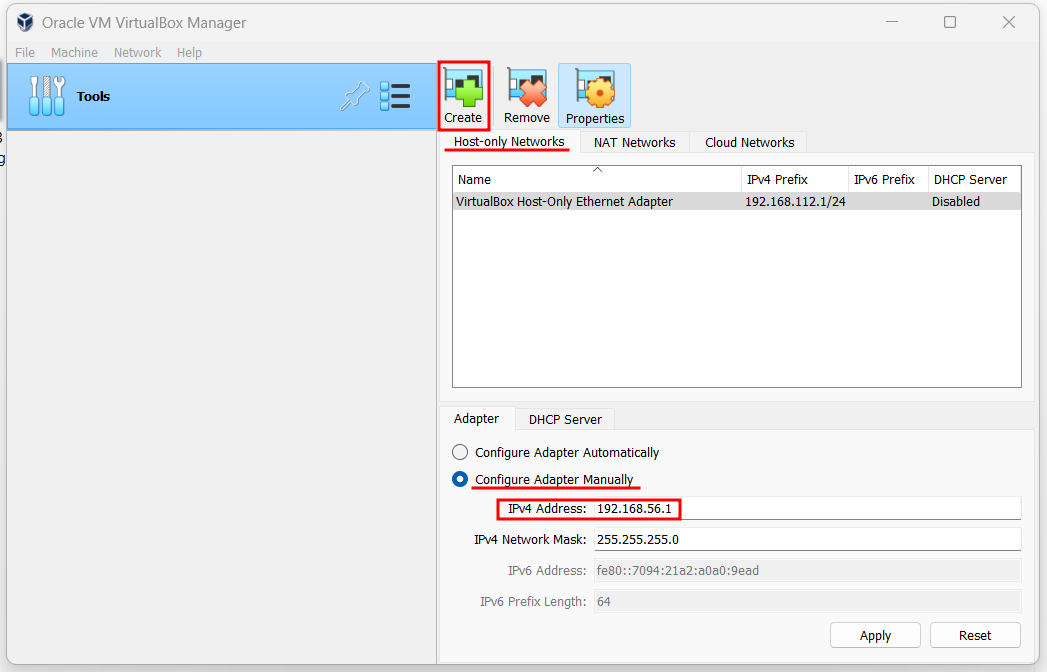 Oracle VM VirtualBox Manager
File Machine Network Help
Tools
Create Remove Properties
Host-only Networks NAT Networks Cloud Networks
Name IPv4 Prefix IPv6 Prefix DHCP Server
VirtualBox Host-Only Ethernet Adapter 192.168.112.1/24 Disabled
Adapter DHCP Server
Configure Adapter Automatically
Configure Adapter Manually
IPv4 Address: 192.168.56.1
IPv4 Network Mask: 255.255.255.0
IPv6 Address: fe80::7094:21a2:a0a0:9ead
IPv6 Prefix Length: 64
Apply Reset